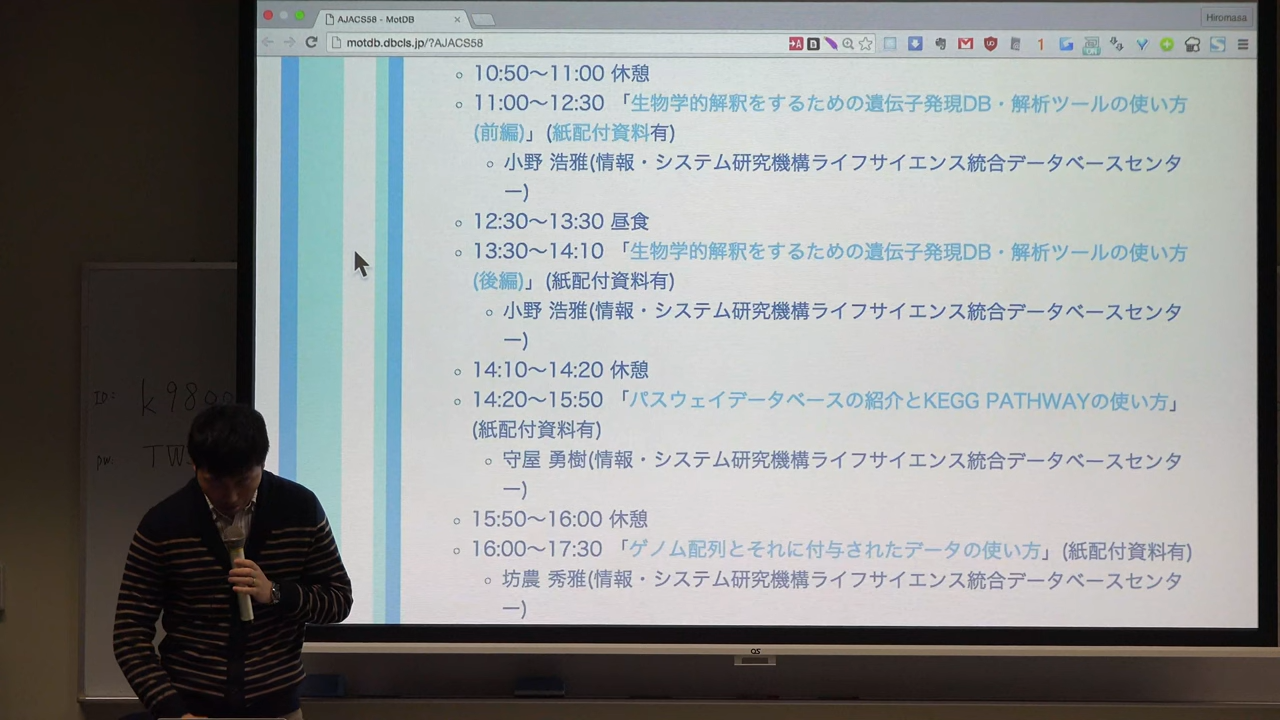 AJACS58 - MotDB
Hiromasa
motdb.dbcls.jp/?AJACS58
10:50〜11:00 休憩
11:00〜12:30 「生物学的解釈をするための遺伝子発現DB・解析ツールの使い方
(前編)」(紙配付資料有)
小野 浩雅(情報・システム研究機構ライフサイエンス統合データベースセンタ
ー)
12:30〜13:30 昼食
13:30〜14:10 「生物学的解釈をするための遺伝子発現DB・解析ツールの使い方
(後編)」(紙配付資料有)
小野 浩雅(情報・システム研究機構ライフサイエンス統合データベースセンタ
ー)
14:10〜14:20 休憩
14:20〜15:50 「パスウェイデータベースの紹介とKEGG PATHWAYの使い方」
(紙配付資料有)
守屋 勇樹(情報・システム研究機構ライフサイエンス統合データベースセンタ
ー)
15:50〜16:00 休憩
16:00〜17:30 「ゲノム配列とそれに付与されたデータの使い方」(紙配付資料有)
坊農 秀雅(情報・システム研究機構ライフサイエンス統合データベースセンタ
ー)
ID: k980
pw: TW